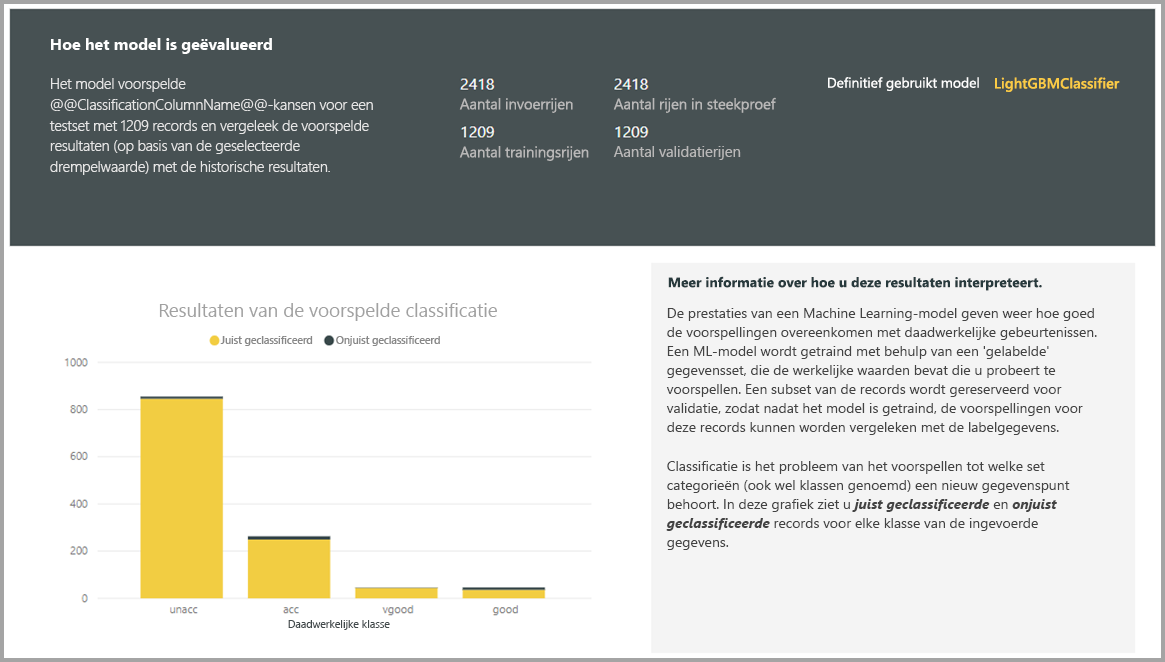 Hoe het model is geëvalueerd
Het model voorspelde
@@ClassificationColumnName@@-kansen voor een
testset met 1209 records en vergeleek de voorspelde
resultaten (op basis van de geselecteerde
drempelwaarde) met de historische resultaten.
2418
Aantal invoerrijen
2418
Aantal rijen in steekproef
1209
Aantal trainingsrijen
1209
Aantal validatierijen
Definitief gebruikt model LightGBMClassifier
Resultaten van de voorspelde classificatie
Juist geclassificeerd Onjuist geclassificeerd
1000
800
600
400
200
0
unacc acc vgood good
Daadwerkelijke klasse
Meer informatie over hoe u deze resultaten interpreteert.
De prestaties van een Machine Learning-model geven weer hoe goed
de voorspellingen overeenkomen met daadwerkelijke gebeurtenissen.
Een ML-model wordt getraind met behulp van een 'gelabelde'
gegevensset, die de werkelijke waarden bevat die u probeert te
voorspellen. Een subset van de records wordt gereserveerd voor
validatie, zodat nadat het model is getraind, de voorspellingen voor
deze records kunnen worden vergeleken met de labelgegevens.
Classificatie is het probleem van het voorspellen tot welke set
categorieën (ook wel klassen genoemd) een nieuw gegevenspunt
behoort. In deze grafiek ziet u juist geclassificeerde en onjuist
geclassificeerde records voor elke klasse van de ingevoerde
gegevens.